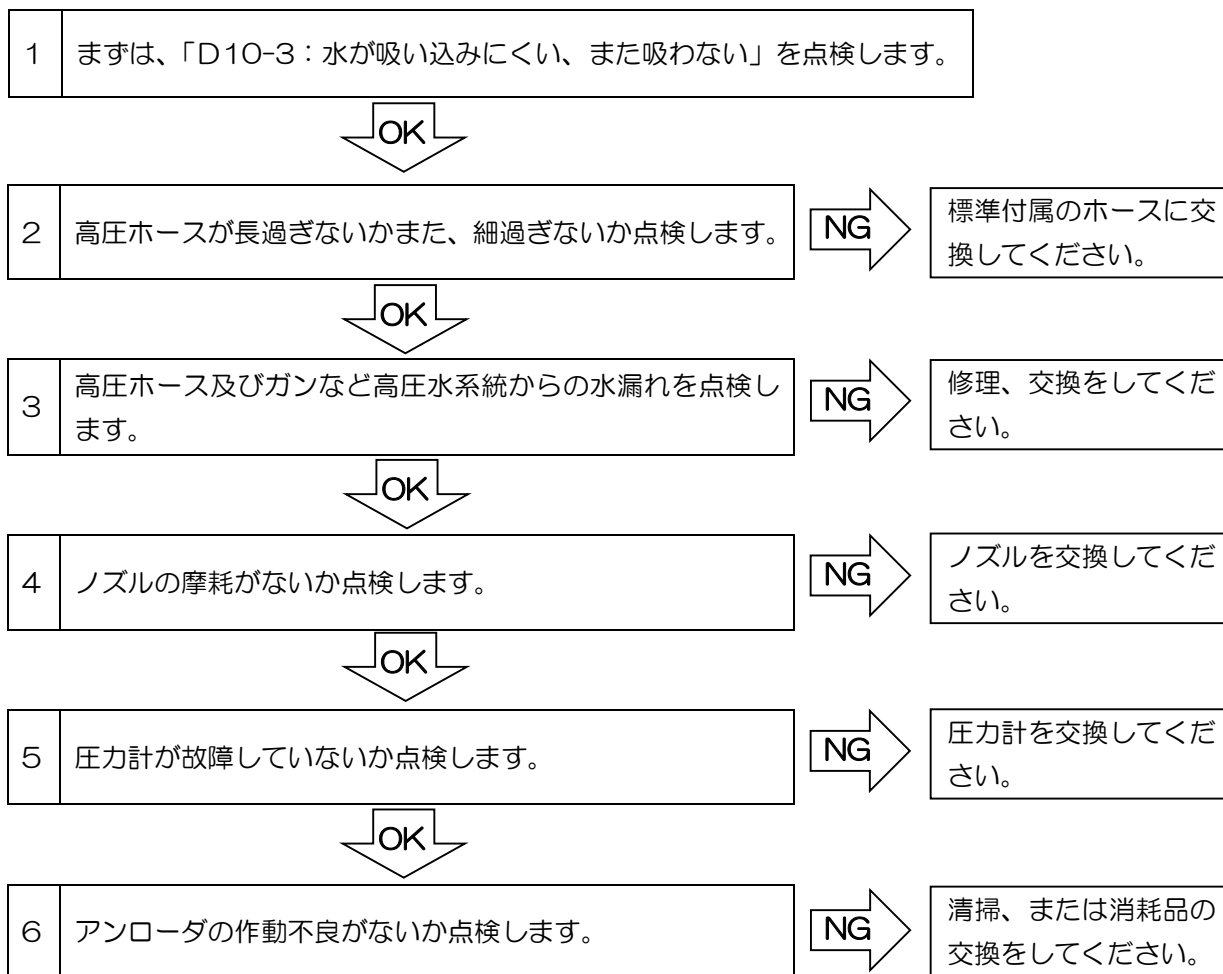 1 まずは、「D10-3：水が吸い込みにくい、また吸わない」を点検します。
OK
2 高圧ホースが長過ぎないかまた、細過ぎないか点検します。
NG
標準付属のホースに交
換してください。
OK
3 高圧ホース及びガンなど高圧水系統からの水漏れを点検し
ます。
NG
修理、交換をしてくだ
さい。
OK
4 ノズルの摩耗がないか点検します。
NG
ノズルを交換してくだ
さい。
OK
5 圧力計が故障していないか点検します。
NG
圧力計を交換してくだ
さい。
OK
6 アンローダの作動不良がないか点検します。
NG
清掃、または消耗品の
交換をしてください。